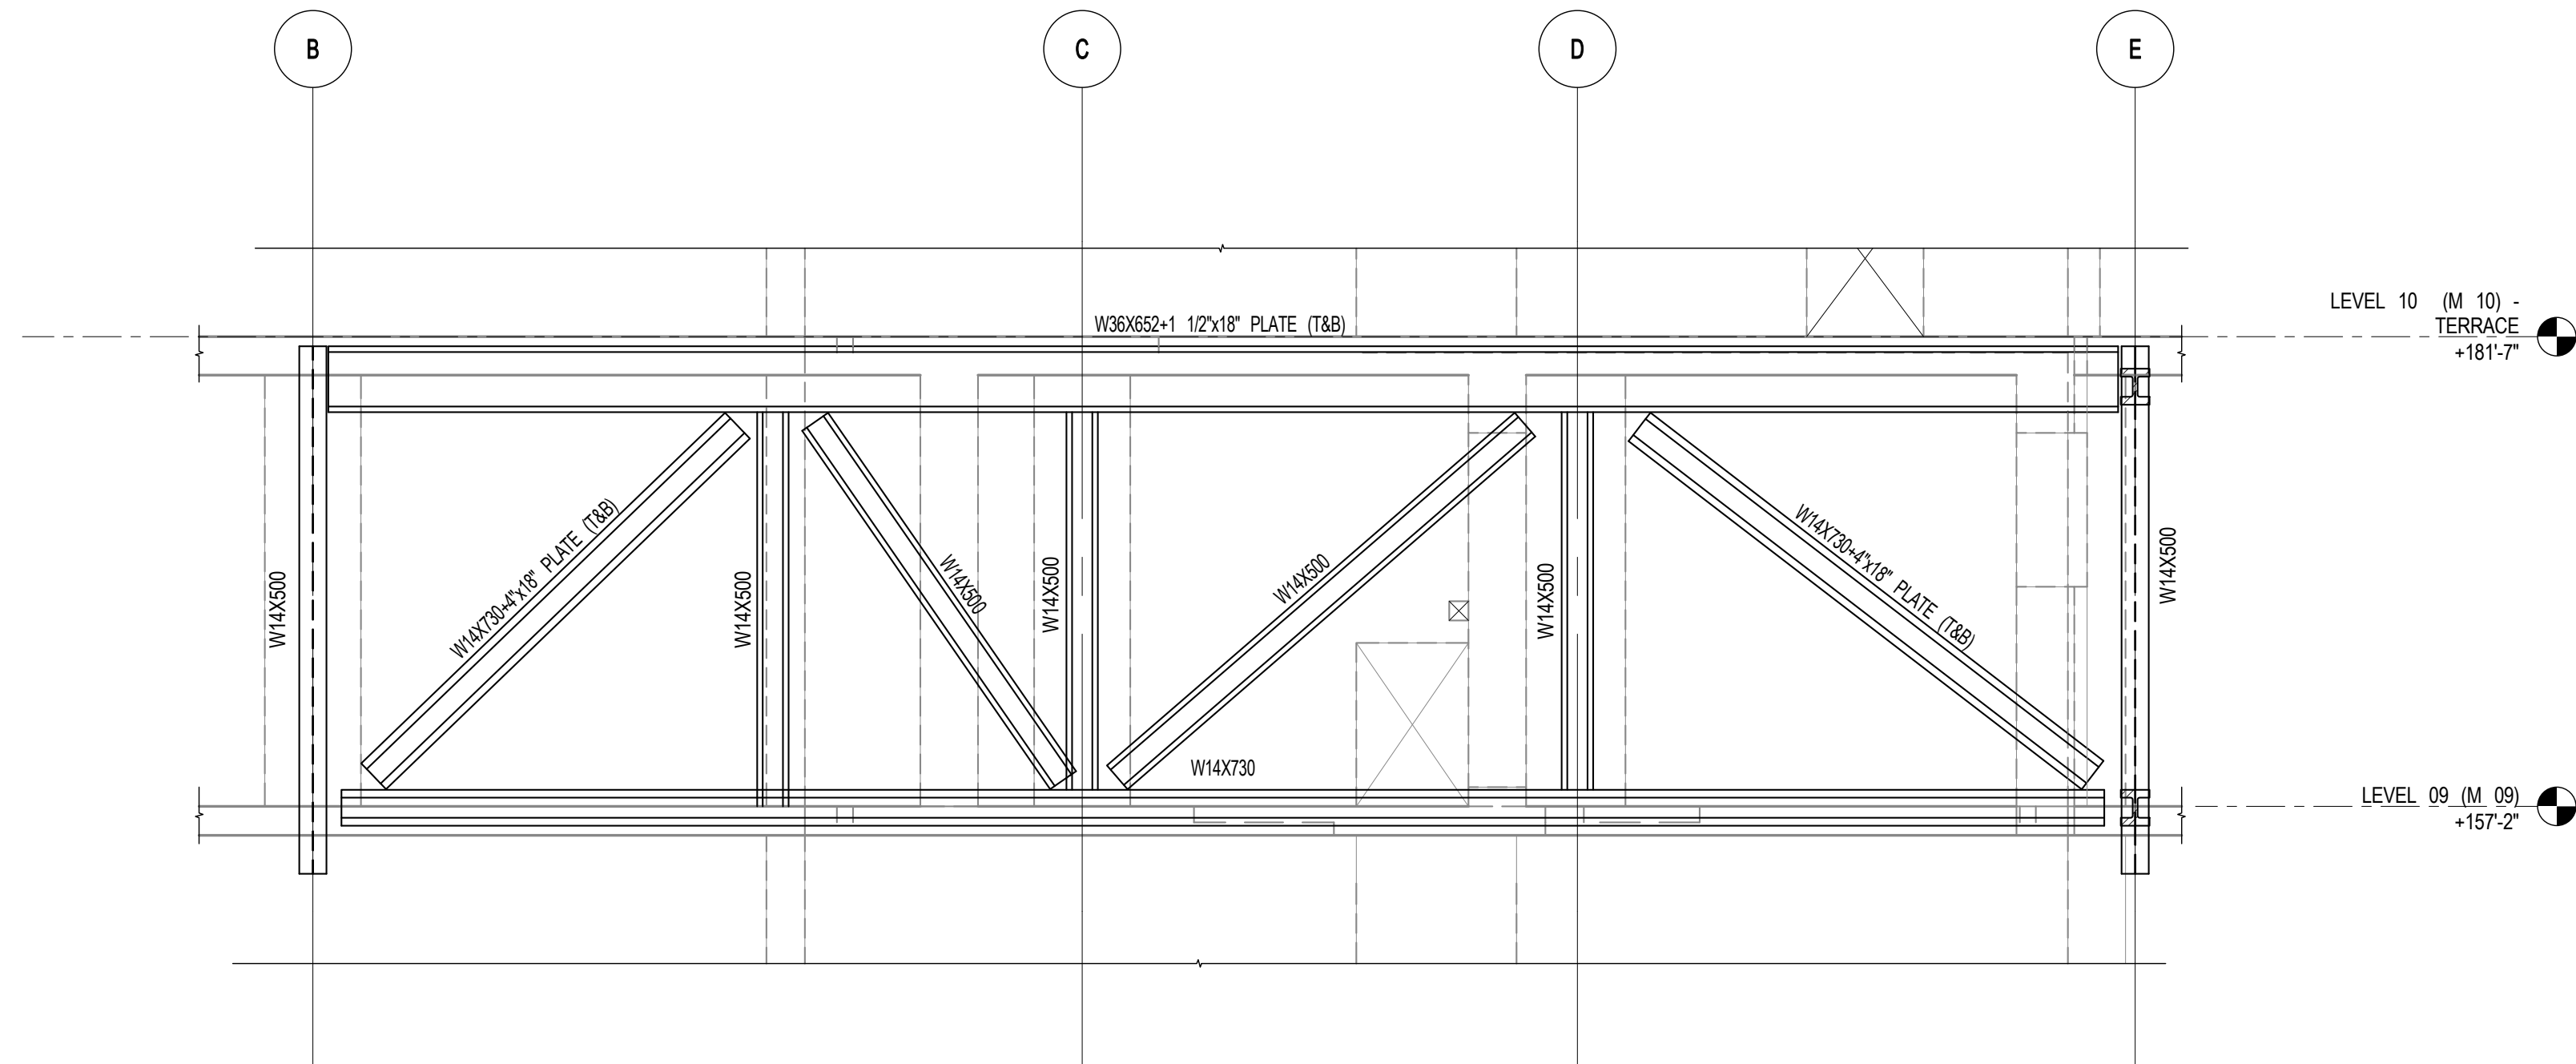 B
C
D
E
LEVEL 10 (M 10) -
TERRACE
+181'-7"
W36X652+1 1/2"x18" PLATE (T&B)
W14X500
W14X730+4"x18" PLATE (T&B)
W14X500
W14X500
W14X500
W14X500
W14X500
W14X730+4"x18" PLATE (T&B)
W14X500
W14X730
LEVEL 09 (M 09)
+157'-2"